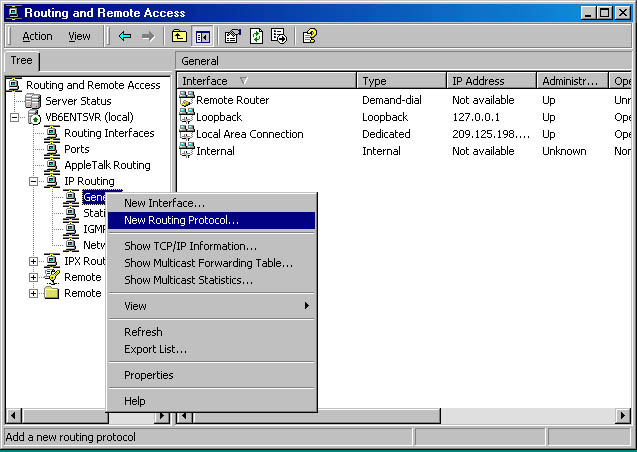 Routing and Remote Access
Action View
Tree
General
Routing and Remote Access
Server Status
VB6ENTSVR (local)
Routing Interfaces
Ports
AppleTalk Routing
IP Routing
Gene
Stati
IGMP
Netw
IPX Rout
Remote
Remote
Interface Type IP Address Administr... Ope
Remote Router Demand-dial Not available Up Unr
Loopback Loopback 127.0.0.1 Up Ope
Local Area Connection Dedicated 209.125.198.... Up Ope
Internal Internal Not available Unknown Nor
New Interface...
New Routing Protocol...
Show TCP/IP Information...
Show Multicast Forwarding Table...
Show Multicast Statistics...
View
Refresh
Export List...
Properties
Help
Add a new routing protocol